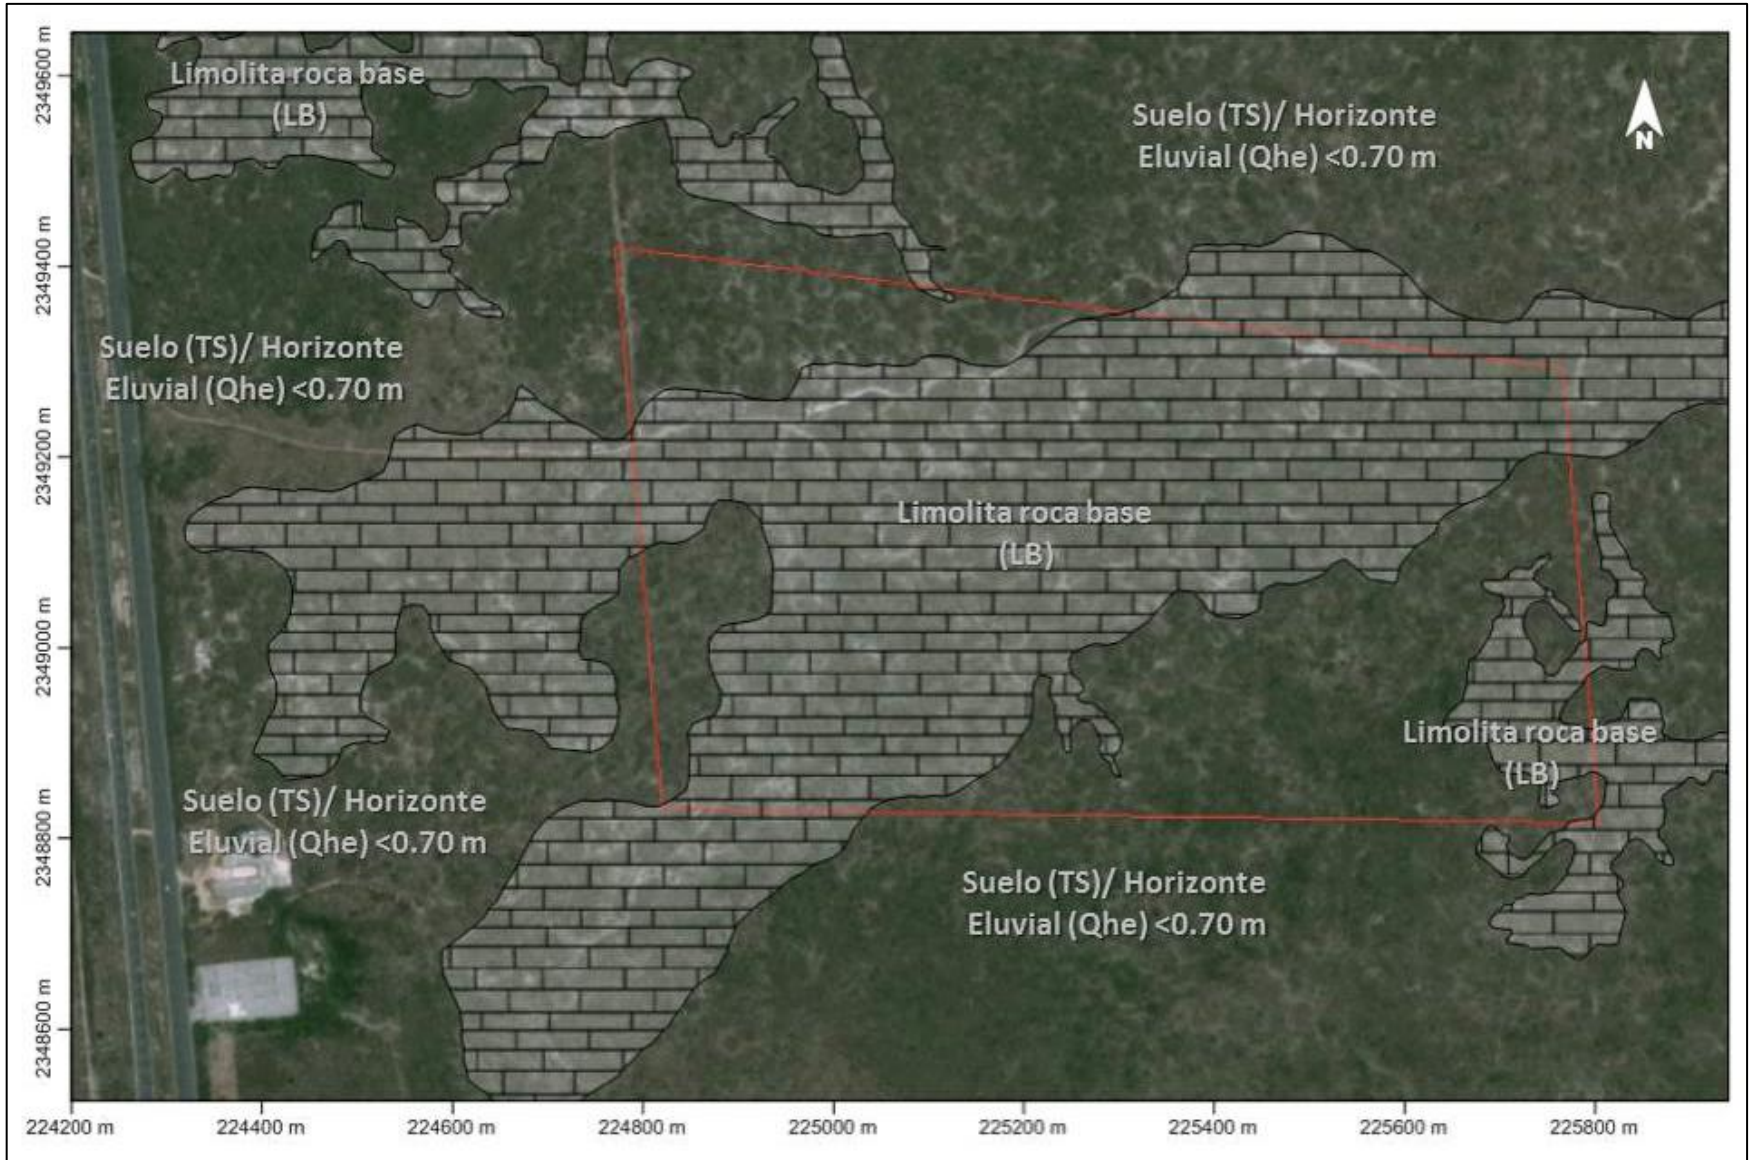 2349600 m
2349400 m
2349200 m
2349000 m
2348800 m
2348600 m
Limolita roca base
(LB)
Suelo (TS)/ Horizonte
Eluvial (Qhe) <0.70 m
N
Suelo (TS)/ Horizonte
Eluvial (Qhe) <0.70 m
Limolita roca base
(LB)
Limolita roca base
(LB)
Suelo (TS)/ Horizonte
Eluvial (Qhe) <0.70 m
Suelo (TS)/ Horizonte
Eluvial (Qhe) <0.70 m
224200 m
224400 m
224600 m
224800 m
225000 m
225200 m
225400 m
225600 m
225800 m